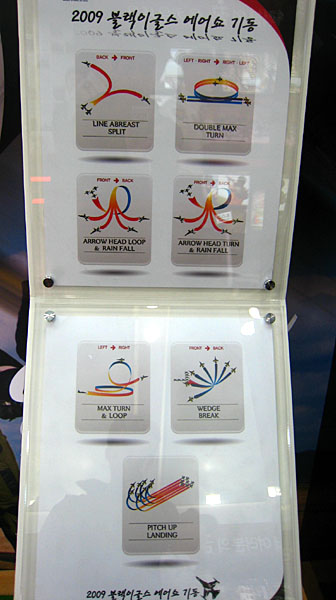 2009 블랙이글스 에어쇼 기동
BACK → FRONT
LINE ABREAST
SPLIT
LEFT - RIGHT → RIGHT - LEFT
DOUBLE MAX
TURN
FRONT → BACK
ARROW HEAD LOOP
& RAIN FALL
FRONT → BACK
ARROW HEAD TURN
& RAIN FALL
LEFT → RIGHT
MAX TURN
& LOOP
FRONT → BACK
WEDGE
BREAK
PITCH UP
LANDING
2009 블랙이글스 에어쇼 기동